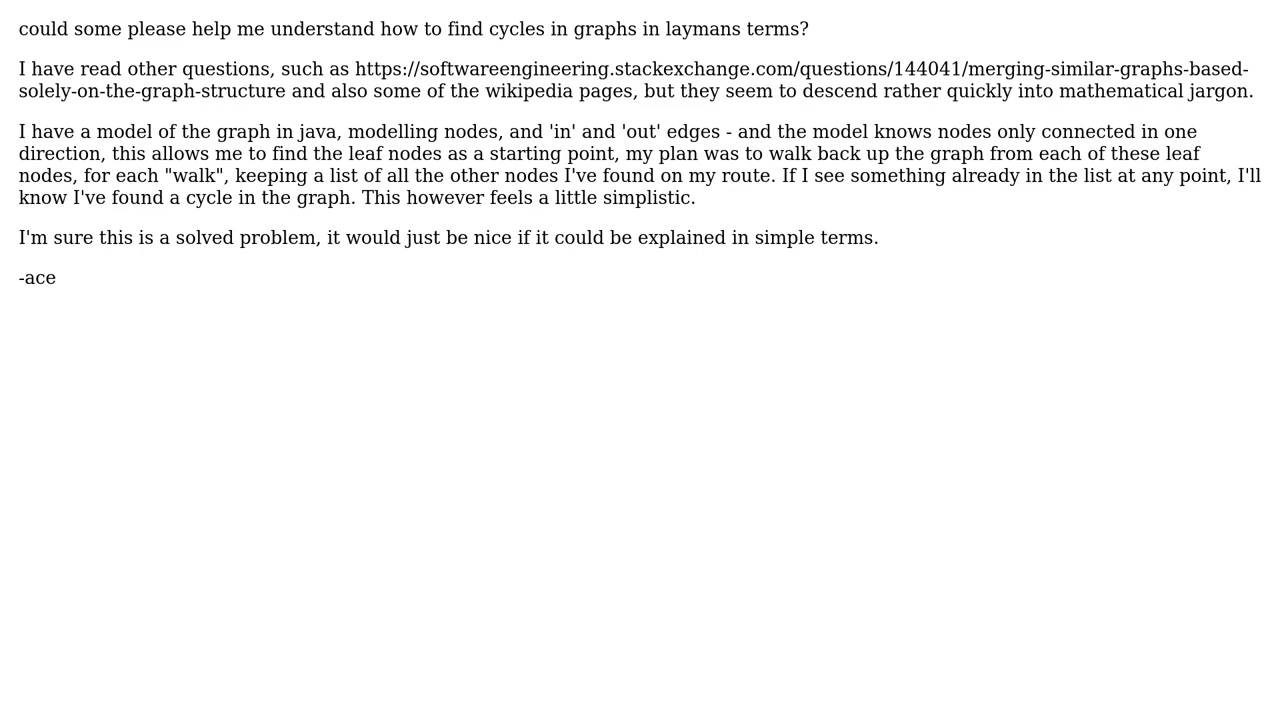 could some please help me understand how to find cycles in graphs in laymans terms?
I have read other questions, such as https://softwareengineering.stackexchange.com/questions/144041/merging-similar-graphs-based-
solely-on-the-graph-structure and also some of the wikipedia pages, but they seem to descend rather quickly into mathematical jargon.
I have a model of the graph in java, modelling nodes, and 'in' and 'out' edges - and the model knows nodes only connected in one
direction, this allows me to find the leaf nodes as a starting point, my plan was to walk back up the graph from each of these leaf
nodes, for each "walk", keeping a list of all the other nodes I've found on my route. If I see something already in the list at any point, I'll
know I've found a cycle in the graph. This however feels a little simplistic.
I'm sure this is a solved problem, it would just be nice if it could be explained in simple terms.
-ace